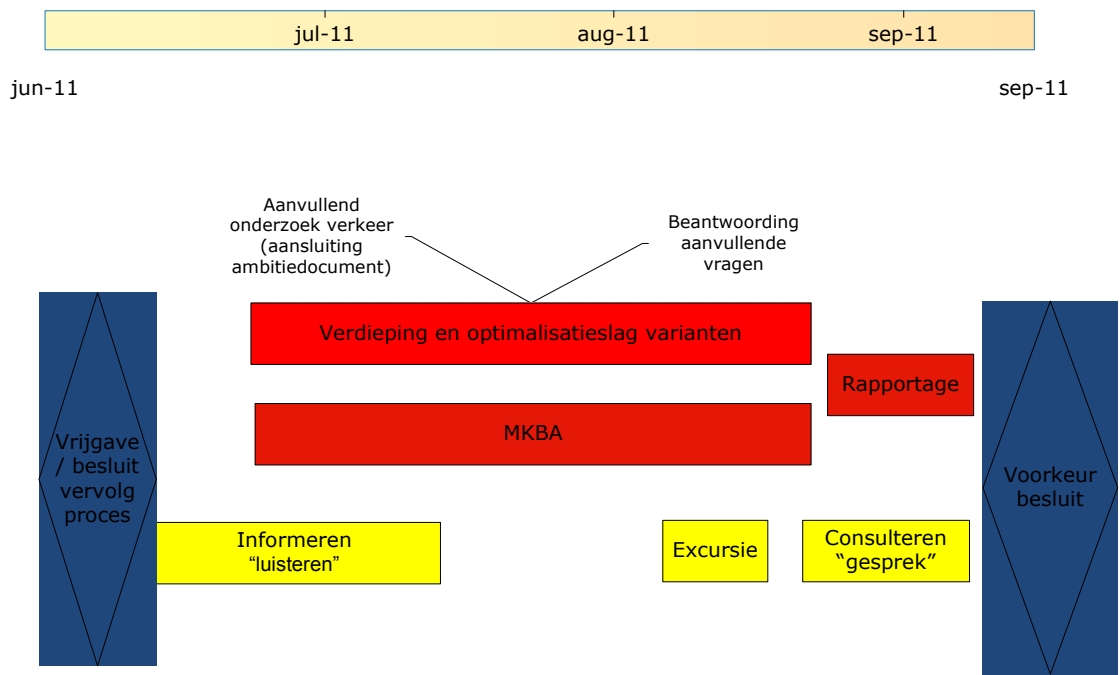 jul-11
aug-11
sep-11
jun-11
sep-11
Aanvullend
onderzoek verkeer
(aansluiting
ambitiedocument)
Beantwoording
aanvullende
vragen
Verdieping en optimalisatieslag varianten
Rapportage
MKBA
Vrijgave
/ besluit
vervolg
proces
Voorkeur
besluit
Informeren
“luisteren”
Excursie
Consulteren
“gesprek”